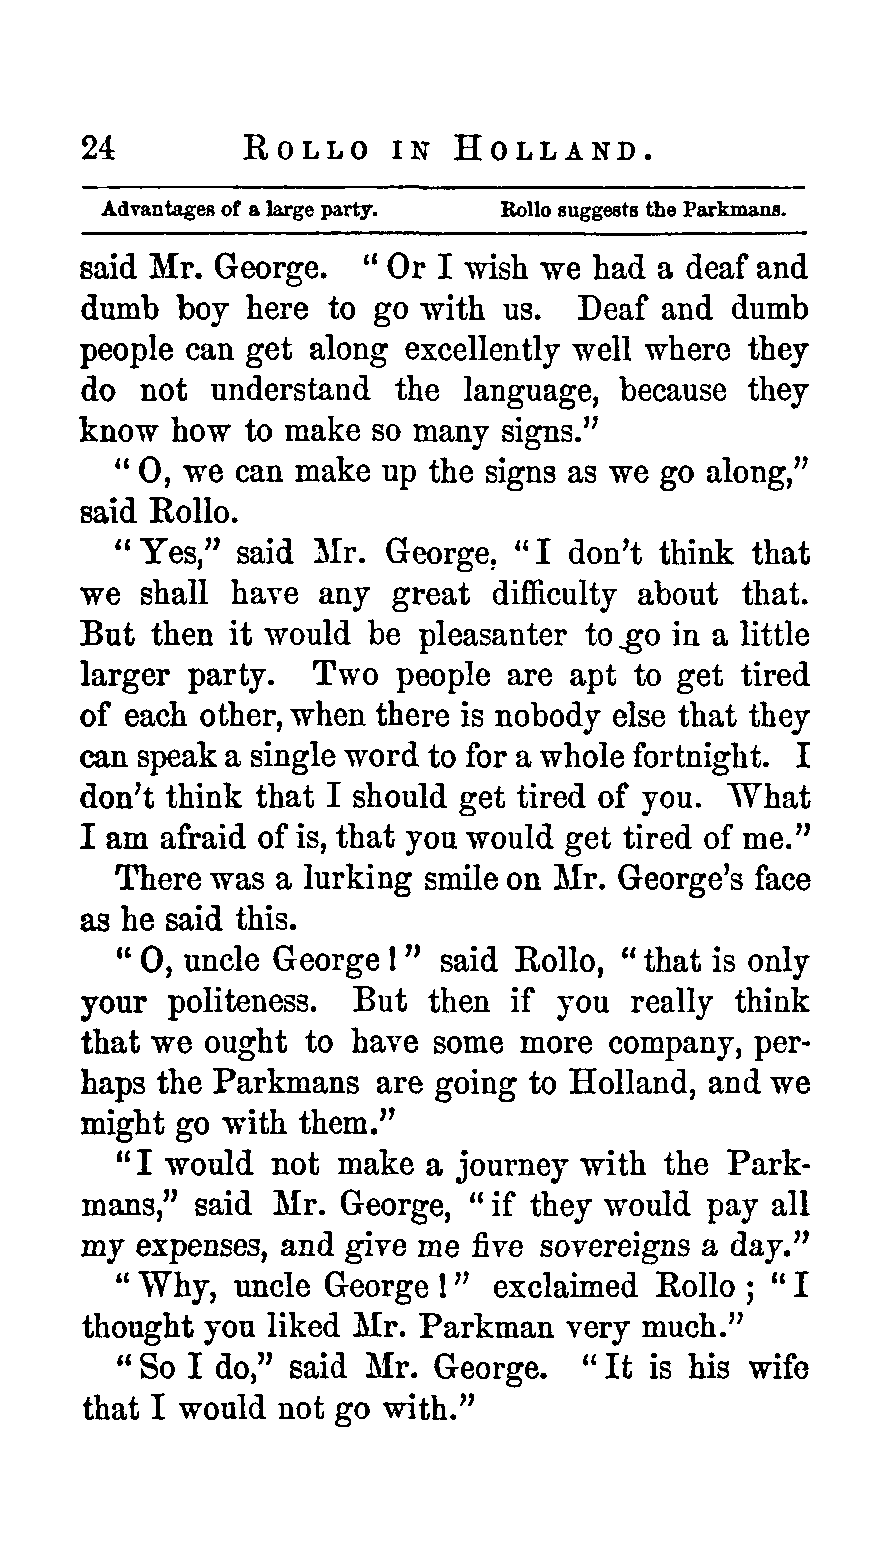 24 ROLLO IN HOLLAND.
Advantages of a large party. Rollo suggests the Parkmans.
said Mr. George. "Or I wish we had a deaf and
dumb boy here to go with us. Deaf and dumb
people can get along excellently well where they
do not understand the language, because they
know how to make so many signs."
"O, we can make up the signs as we go along,"
said Rollo.
"Yes," said Mr. George, "I don't think that
we shall have any great difficulty about that.
But then it would be pleasanter to go in a little
larger party. Two people are apt to get tired
of each other, when there is nobody else that they
can speak a single word to for a whole fortnight. I
don't think that I should get tired of you. What
I am afraid of is, that you would get tired of me."
There was a lurking smile on Mr. George's face
as he said this.
"O, uncle George!" said Rollo, "that is only
your politeness. But then if you really think
that we ought to have some more company, per-
haps the Parkmans are going to Holland, and we
might go with them."
"I would not make a journey with the Park-
mans," said Mr. George, "if they would pay all
my expenses, and give me five sovereigns a day."
"Why, uncle George!" exclaimed Rollo; "I
thought you liked Mr. Parkman very much."
"So I do," said Mr. George. "It is his wife
that I would not go with."